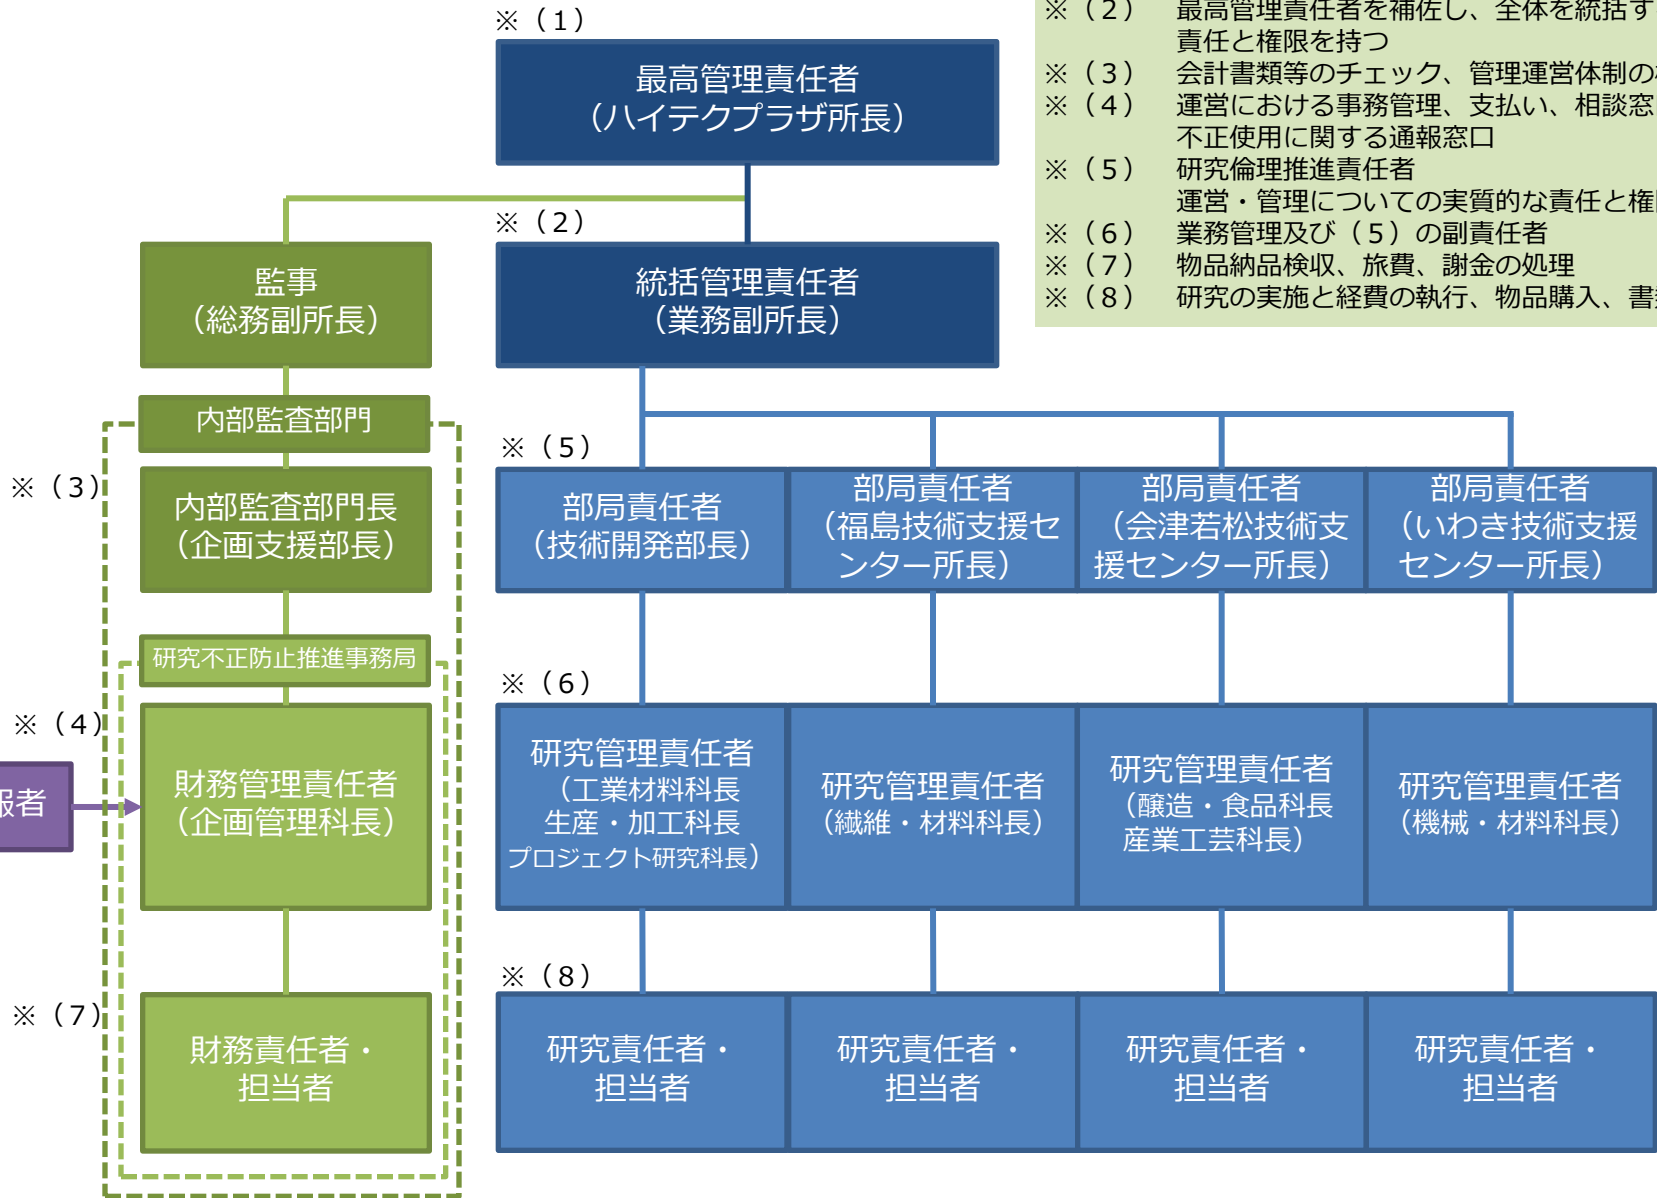 ※（1）
最高管理責任者
（ハイテクプラザ所長）
※（2） 最高管理責任者を補佐し、全体を統括す
責任と権限を持つ
※（3） 会計書類等のチェック、管理運営体制の
※（4） 運営における事務管理、支払い、相談窓
不正使用に関する通報窓口
※（5） 研究倫理推進責任者
運営・管理についての実質的な責任と権
※（6） 業務管理及び（5）の副責任者
※（7） 物品納品検収、旅費、謝金の処理
※（8） 研究の実施と経費の執行、物品購入、書
※（2）
監事
（総務副所長）
統括管理責任者
（業務副所長）
内部監査部門
※（3）
内部監査部門長
（企画支援部長）
※（5）
部局責任者
（技術開発部長）
部局責任者
（福島技術支援セ
ンター所長）
部局責任者
（会津若松技術支
援センター所長）
部局責任者
（いわき技術支援
センター所長）
研究不正防止推進事務局
※（4）
報者
財務管理責任者
（企画管理科長）
※（6）
研究管理責任者
（工業材料科長
生産・加工科長
プロジェクト研究科長）
研究管理責任者
（繊維・材料科長）
研究管理責任者
（醸造・食品科長
産業工芸科長）
研究管理責任者
（機械・材料科長）
※（7）
財務責任者・
担当者
※（8）
研究責任者・
担当者
研究責任者・
担当者
研究責任者・
担当者
研究責任者・
担当者